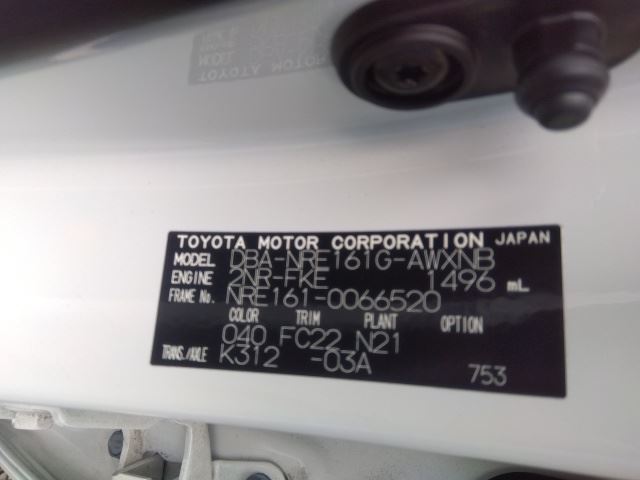 TOYOTA MOTOR CORPORATION JAPAN
MODEL DBA-NRE161G-AWXNB
ENGINE 2NR-FKE 1496 mL
FRAME No. NRE161-0066520
COLOR TRIM PLANT OPTION
040 FC22 N21
TRANS./AXLE K312 -03A
753